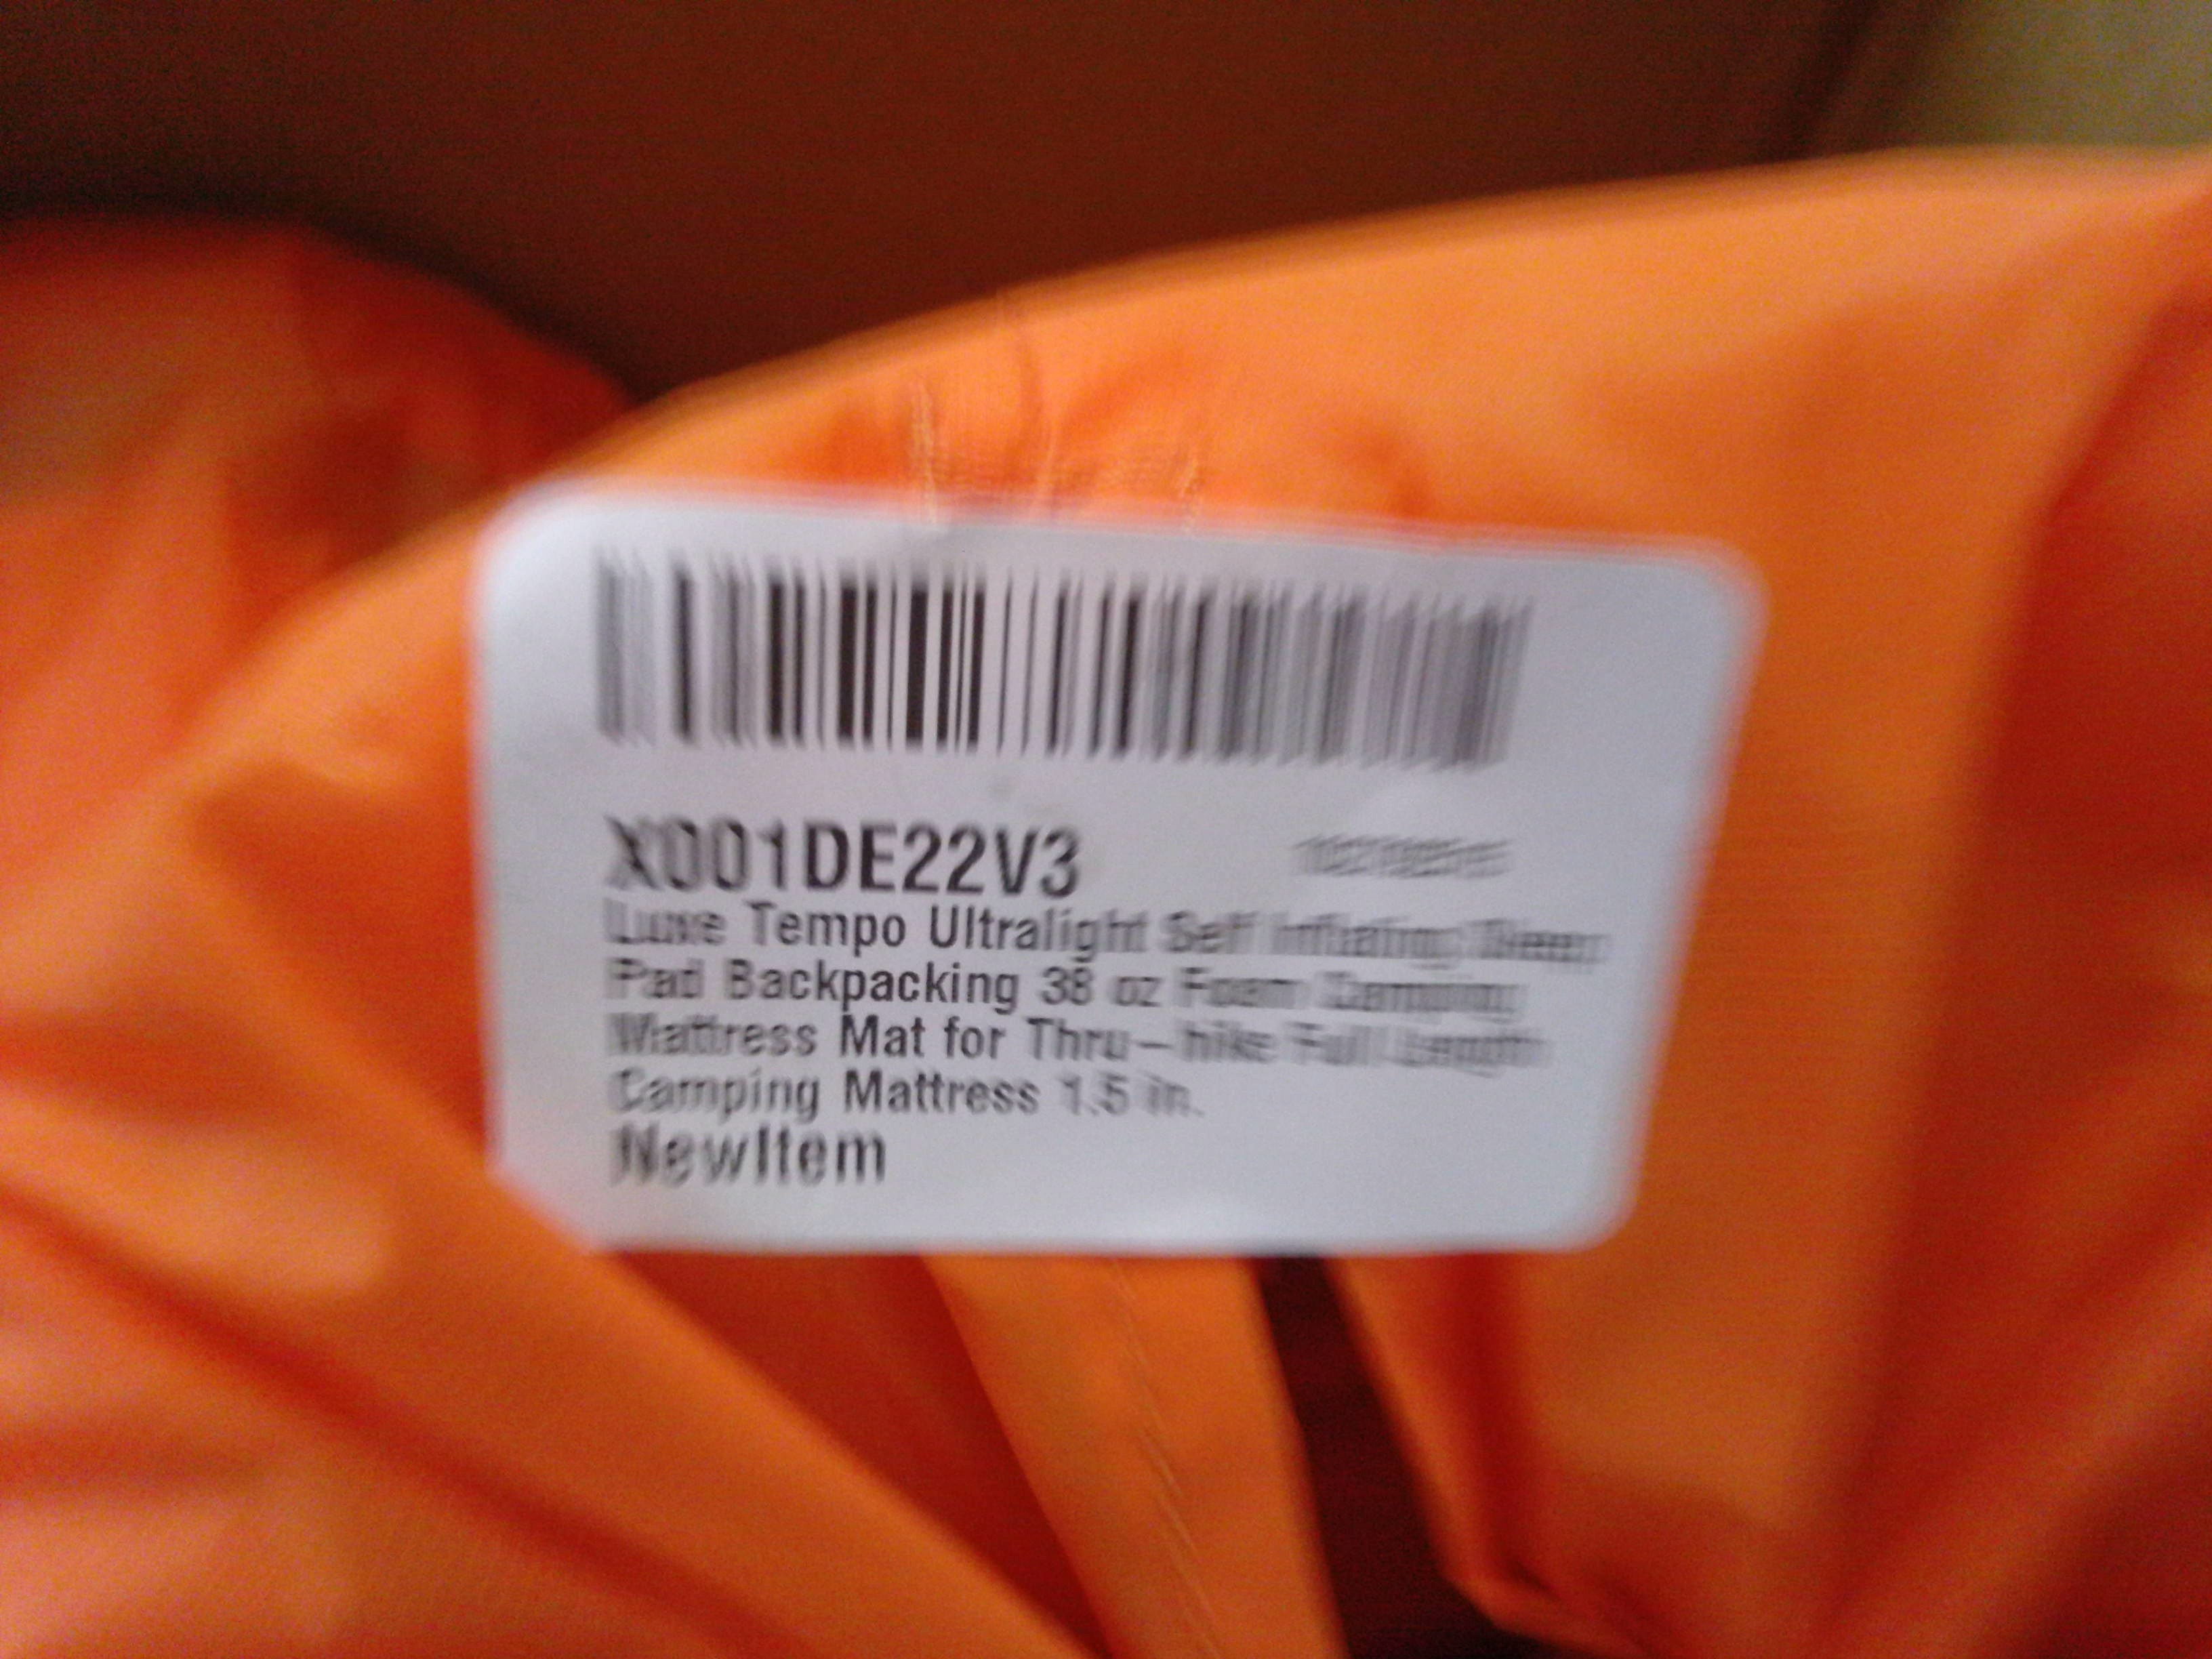 X001DE22V3
Luxe Tempo Ultralight Self Inflating Sleep
Pad Backpacking 38 oz Foam Camping
Mattress Mat for Thru-hike Full Length
Camping Mattress 1.5 in.
NewItem